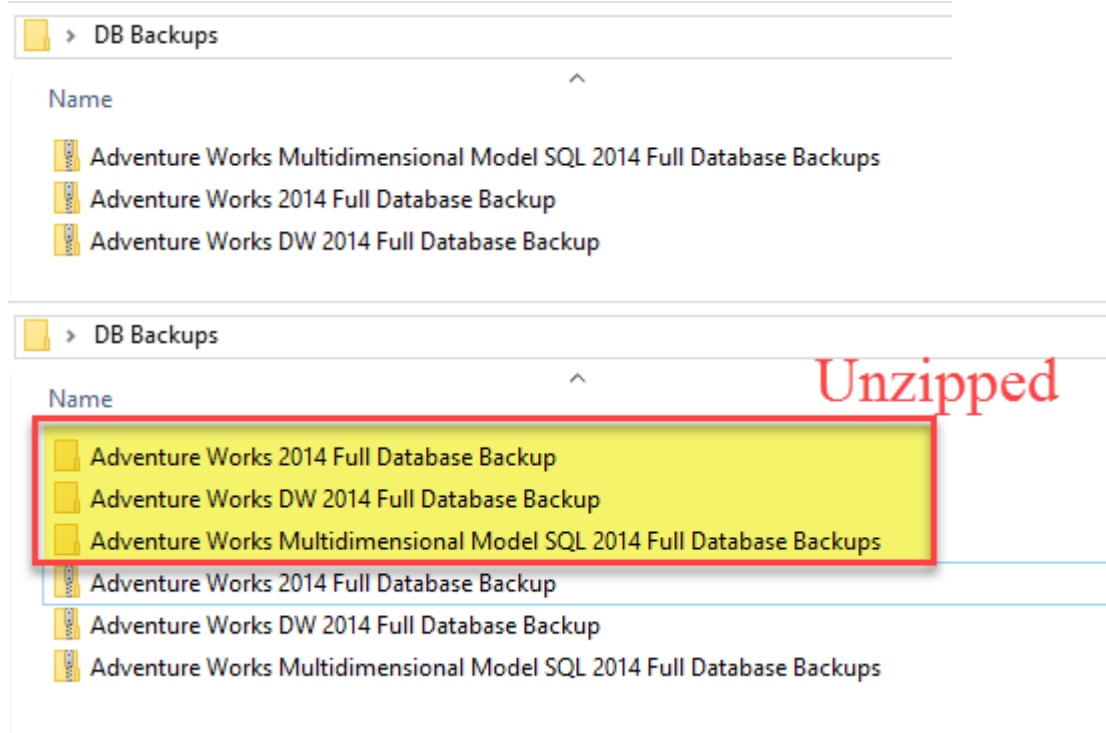 > DB Backups
Name
Adventure Works Multidimensional Model SQL 2014 Full Database Backups
Adventure Works 2014 Full Database Backup
Adventure Works DW 2014 Full Database Backup
> DB Backups
Unzipped
Name
Adventure Works 2014 Full Database Backup
Adventure Works DW 2014 Full Database Backup
Adventure Works Multidimensional Model SQL 2014 Full Database Backups
Adventure Works 2014 Full Database Backup
Adventure Works DW 2014 Full Database Backup
Adventure Works Multidimensional Model SQL 2014 Full Database Backups